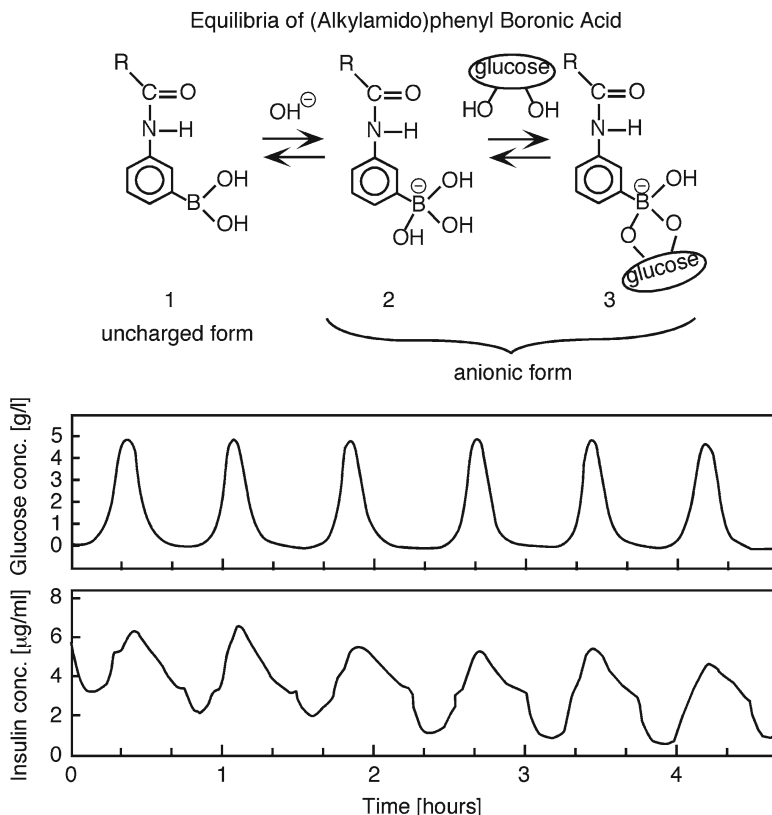 Equilibria of (Alkylamido)phenyl Boronic Acid
R
C=O
N–H
B
OH
OH
OH⊖
R
C=O
N–H
⊖
B
OH
OH
OH
glucose
HO
OH
R
C=O
N–H
⊖
B
OH
O
O
glucose
1
2
3
uncharged form
anionic form
Glucose conc. [g/l]
5
4
3
2
1
0
Insulin conc. [µg/ml]
8
6
4
2
0
0
1
2
3
4
Time [hours]